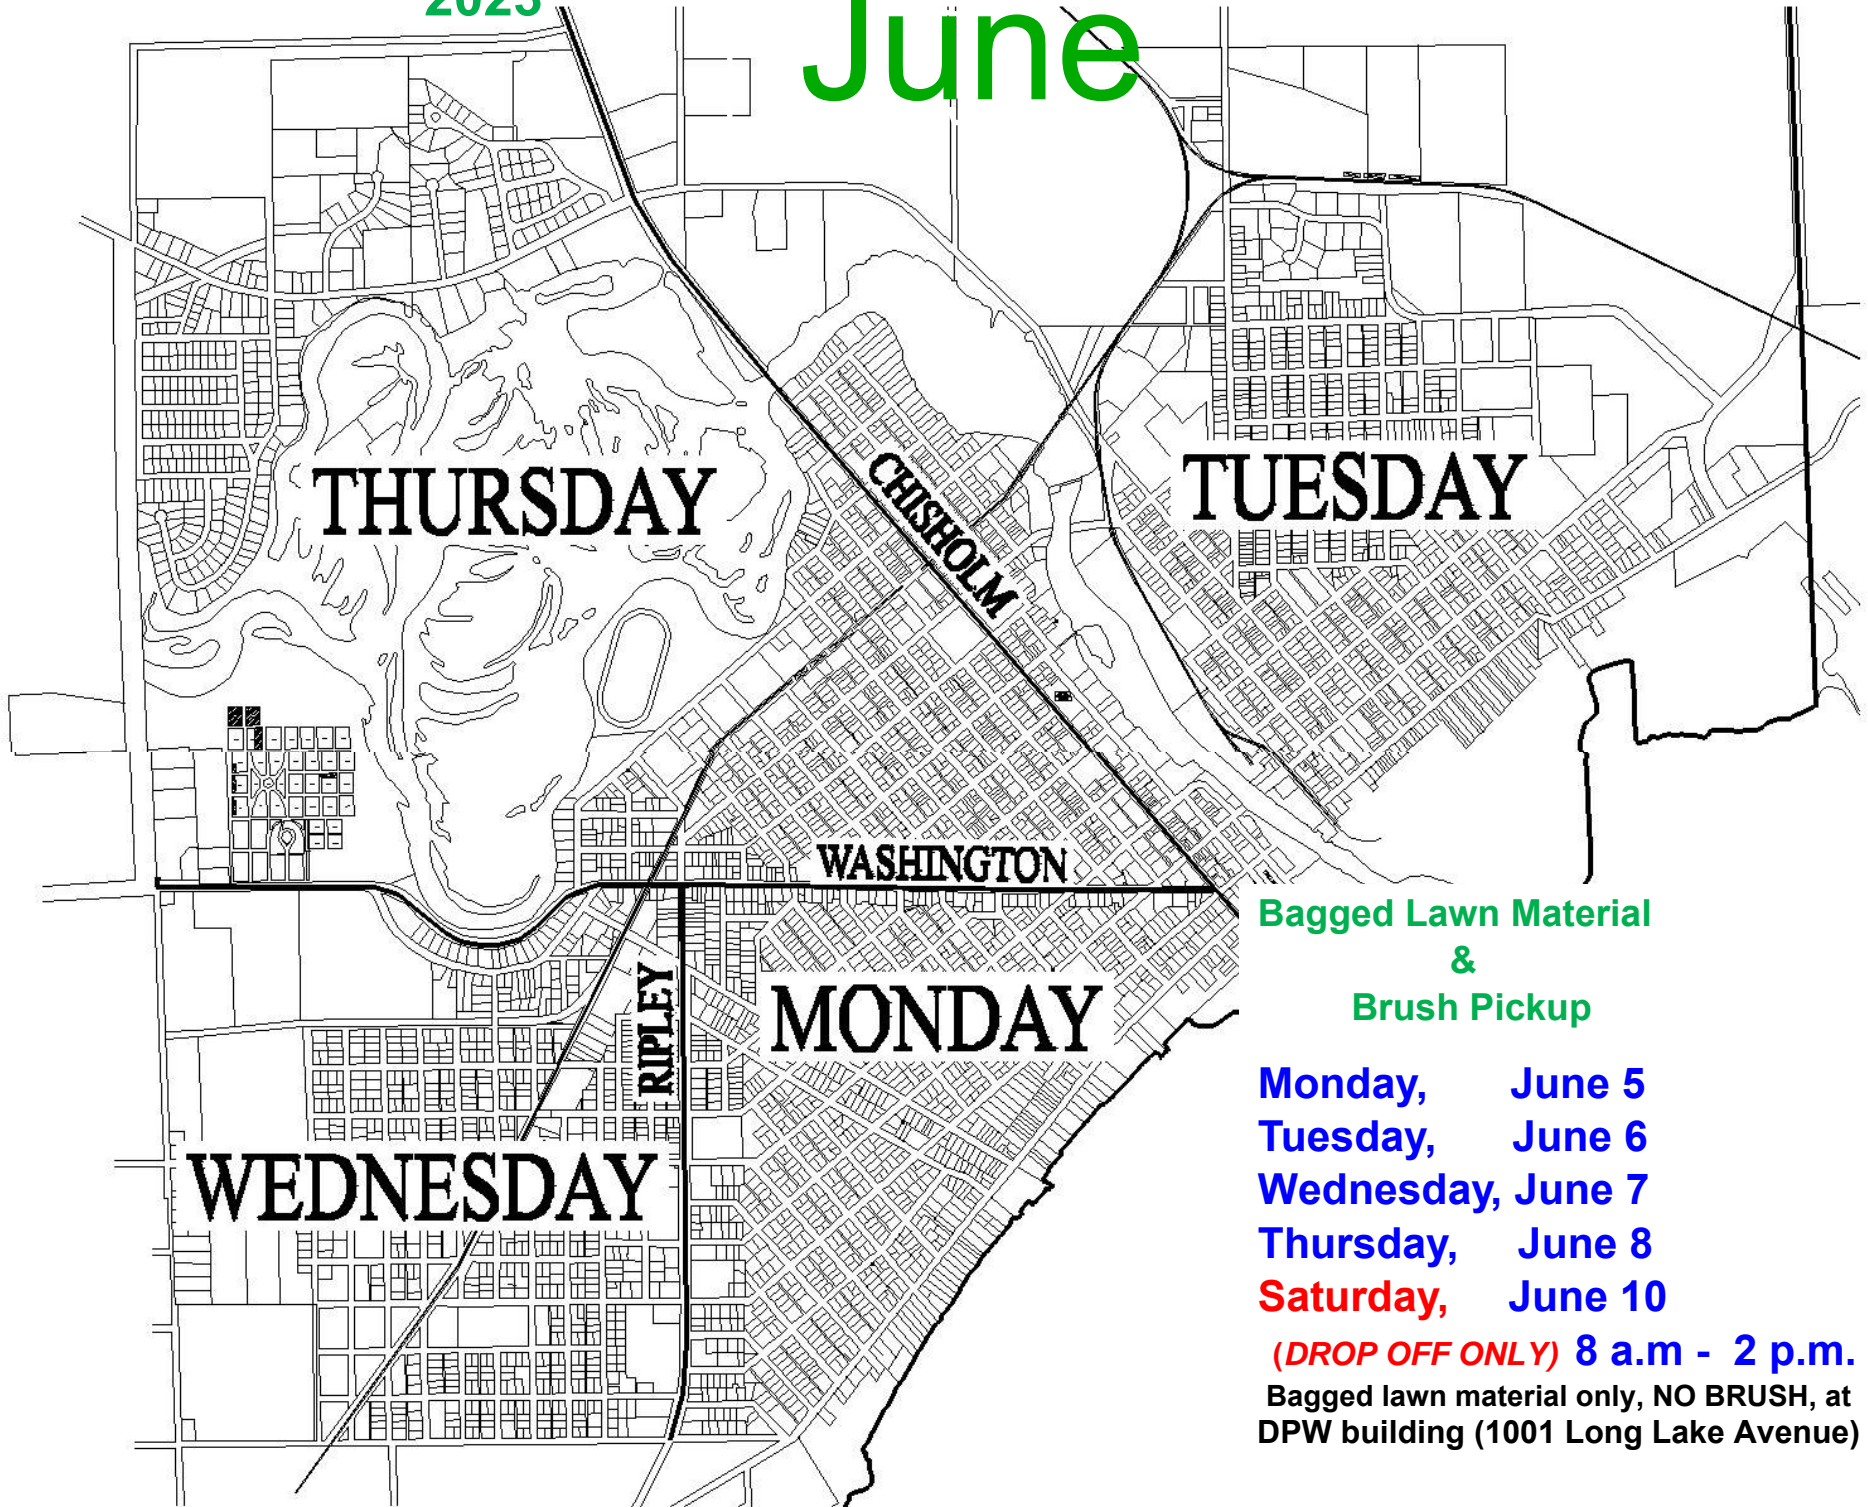 2023
June
THURSDAY
CHISHOLM
TUESDAY
WASHINGTON
RIPLEY
MONDAY
WEDNESDAY
Bagged Lawn Material
&
Brush Pickup
Monday, June 5
Tuesday, June 6
Wednesday, June 7
Thursday, June 8
Saturday, June 10
(DROP OFF ONLY) 8 a.m - 2 p.m.
Bagged lawn material only, NO BRUSH, at
DPW building (1001 Long Lake Avenue)